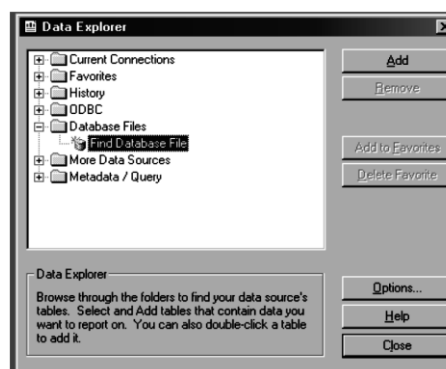 Data Explorer
Current Connections
Favorites
History
ODBC
Database Files
Find Database File
More Data Sources
Metadata / Query
Add
Remove
Add to Favorites
Delete Favorite
Data Explorer
Browse through the folders to find your data source's
tables. Select and Add tables that contain data you
want to report on. You can also double-click a table
to add it.
Options...
Help
Close